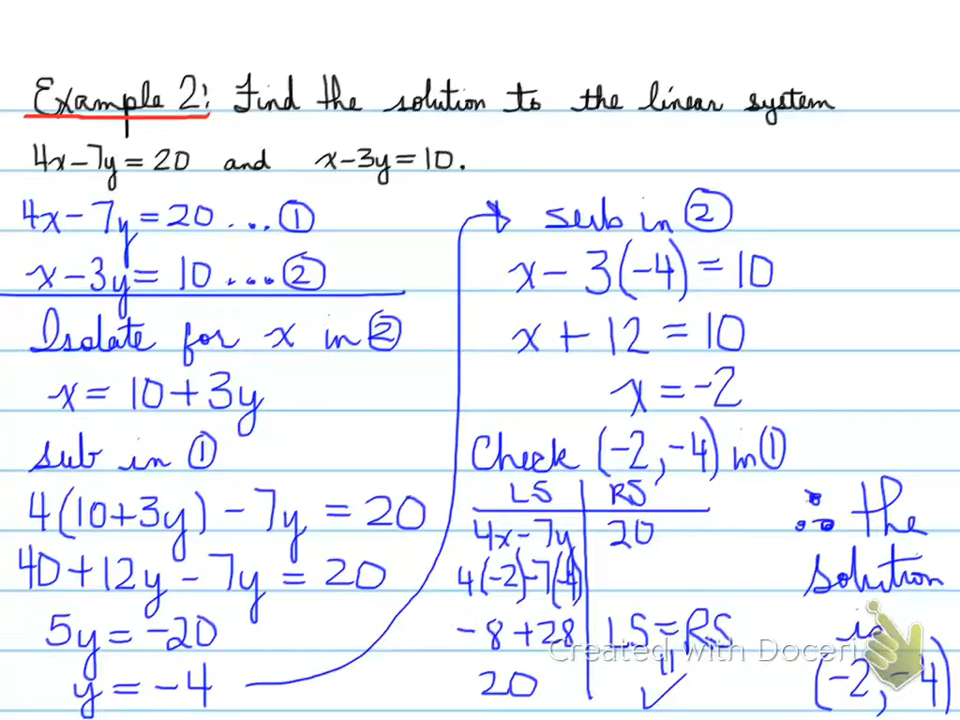 Example 2: Find the solution to the linear system
4x-7y=20 and x-3y=10.
4x-7y=20...①
x-3y=10....②
Isolate for x in ②
x=10+3y
sub in ①
4(10+3y)-7y=20
40+12y-7y=20
5y=-20
y=-4
sub in ②
x-3(-4)=10
x+12=10
x=-2
Check (-2,-4) in ①
LS RS
4x-7y 20
4(-2)-7(-4)
-8+28 LS=RS
20 ✓
∴ the
solution
is
(-2,-4)
Created with Doceri